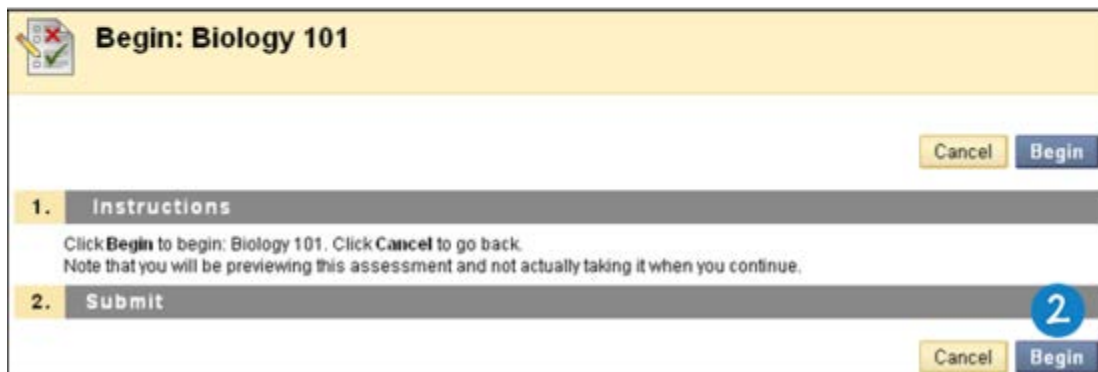 Begin: Biology 101
Cancel Begin
1. Instructions
Click Begin to begin: Biology 101. Click Cancel to go back.
Note that you will be previewing this assessment and not actually taking it when you continue.
2. Submit
2
Cancel Begin